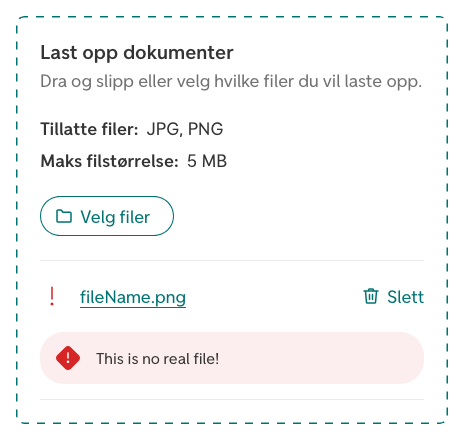 Last opp dokumenter
Dra og slipp eller velg hvilke filer du vil laste opp.
Tillatte filer: JPG, PNG
Maks filstørrelse: 5 MB
Velg filer
! fileName.png Slett
! This is no real file!